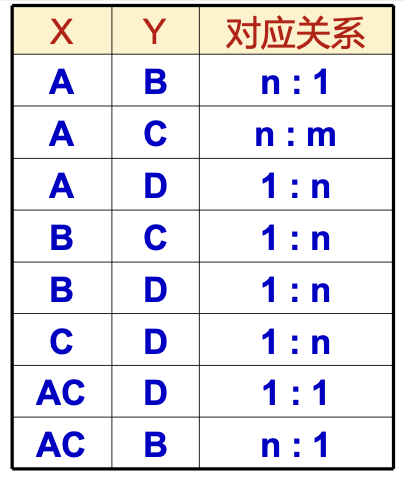 X Y 对应关系
A B n : 1
A C n : m
A D 1 : n
B C 1 : n
B D 1 : n
C D 1 : n
AC D 1 : 1
AC B n : 1